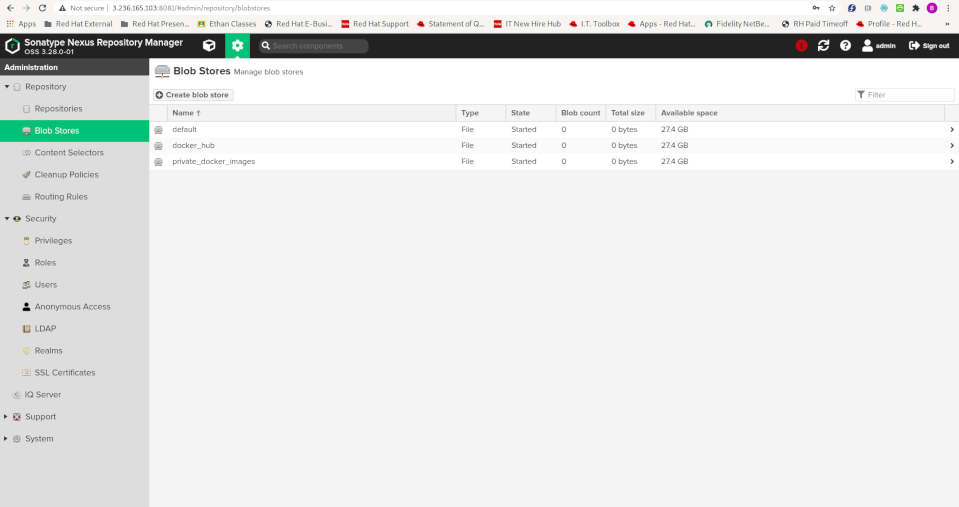 Not secure | 3.236.165.103:8081/#admin/repository/blobstores
Apps Red Hat External Red Hat Presen... Ethan Classes Red Hat E-Busi... Red Hat Support Statement of Q... IT New Hire Hub I.T. Toolbox Apps - Red Hat... Fidelity NetBe... RH Paid Timeoff Profile - Red H... »
Sonatype Nexus Repository Manager
OSS 3.28.0-01
Search components
admin Sign out
Administration
Repository
Repositories
Blob Stores
Content Selectors
Cleanup Policies
Routing Rules
Security
Privileges
Roles
Users
Anonymous Access
LDAP
Realms
SSL Certificates
IQ Server
Support
System
Blob Stores Manage blob stores
Create blob store Filter
Name ↑ Type State Blob count Total size Available space
default File Started 0 0 bytes 27.4 GB
docker_hub File Started 0 0 bytes 27.4 GB
private_docker_images File Started 0 0 bytes 27.4 GB